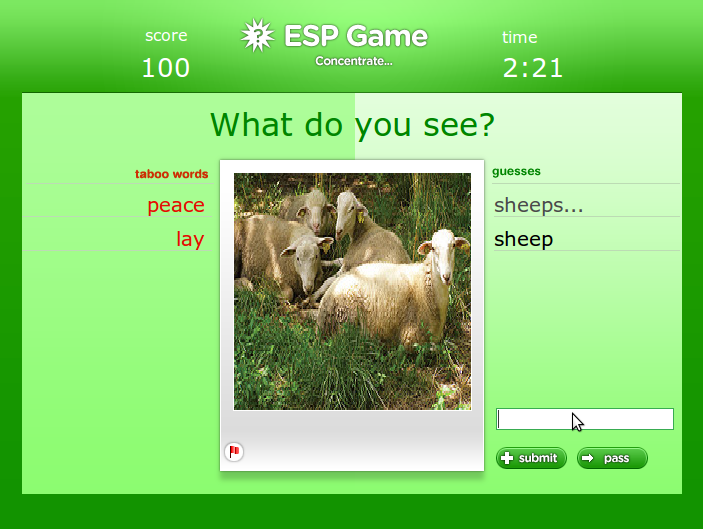 score
ESP Game
time
100
Concentrate...
2:21
What do you see?
taboo words
guesses
peace
sheeps...
lay
sheep
submit
pass